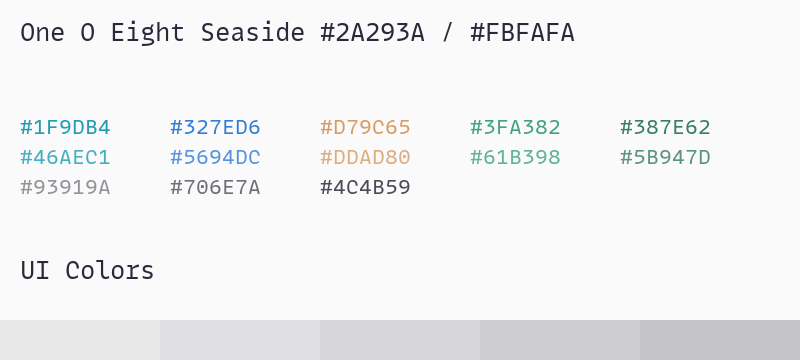 One O Eight Seaside #2A293A / #FBFAFA
#1F9DB4 #327ED6 #D79C65 #3FA382 #387E62
#46AEC1 #5694DC #DDAD80 #61B398 #5B947D
#93919A #706E7A #4C4B59
UI Colors